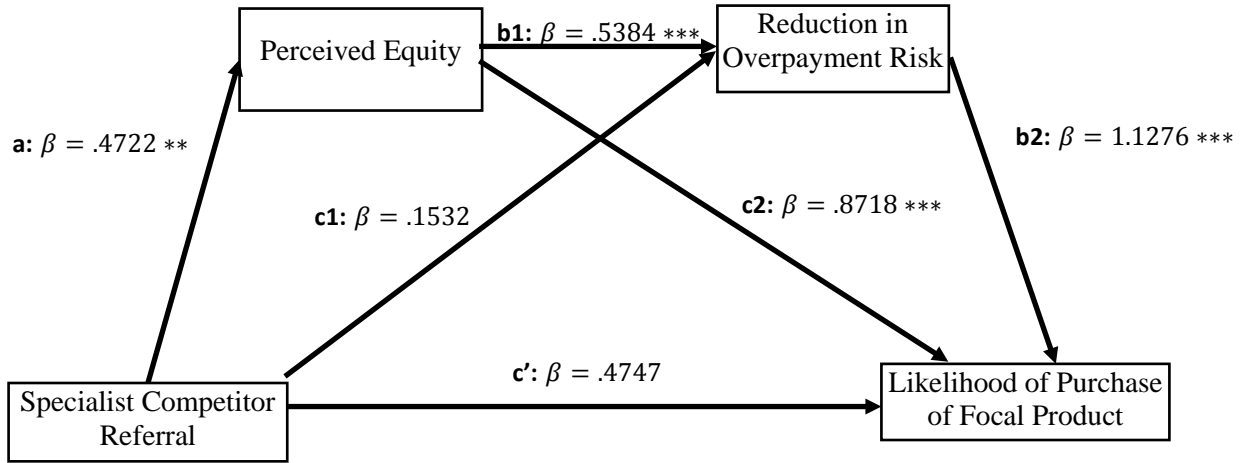 Perceived Equity
b1: β = .5384 ***
Reduction in
Overpayment Risk
a: β = .4722 **
b2: β = 1.1276 ***
c1: β = .1532
c2: β = .8718 ***
c’: β = .4747
Specialist Competitor
Referral
Likelihood of Purchase
of Focal Product